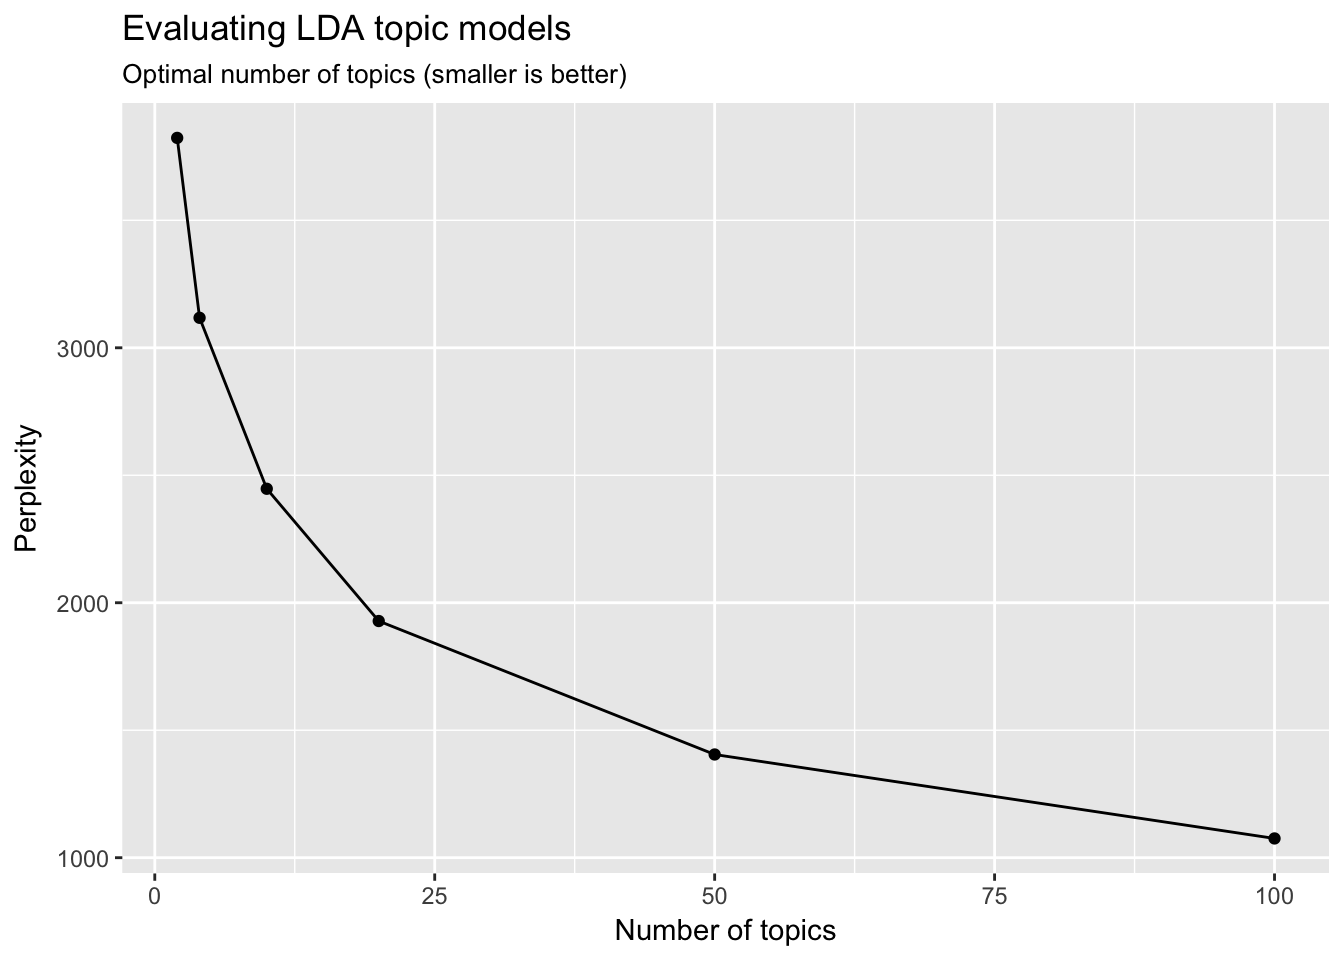 Evaluating LDA topic models
Optimal number of topics (smaller is better)
3000
2000
1000
Perplexity
0 25 50 75 100
Number of topics